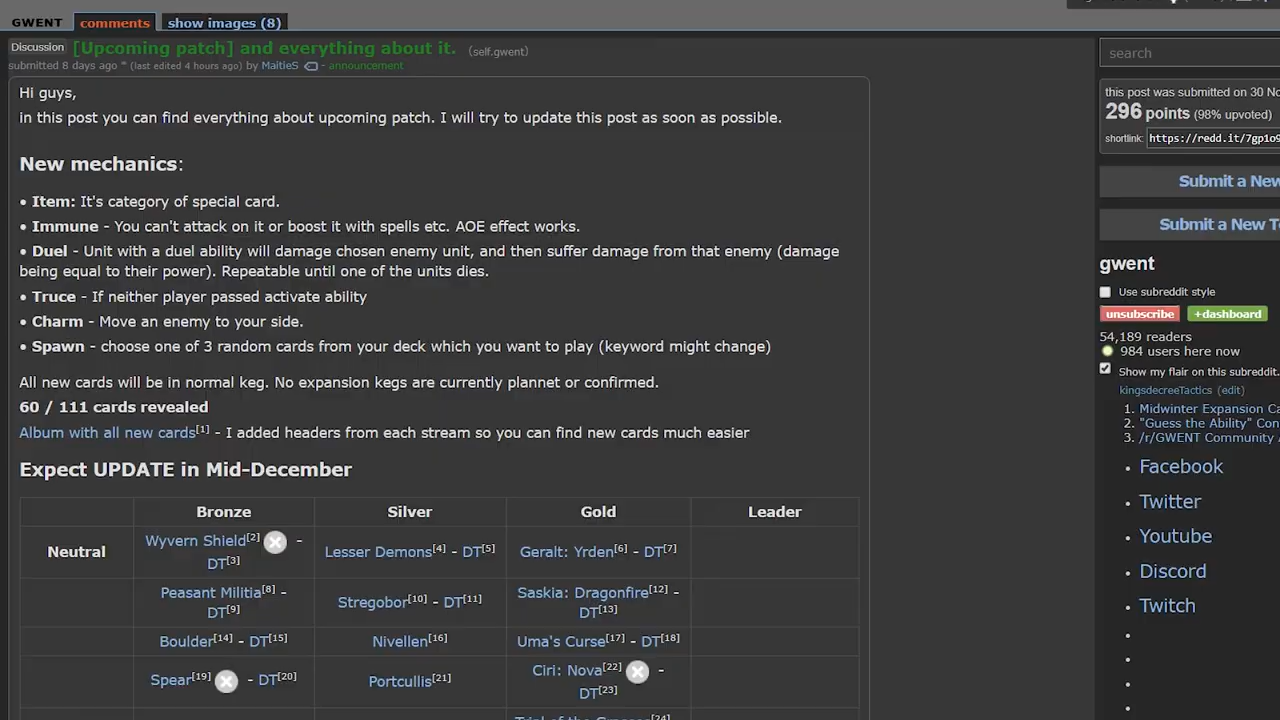 GWENT comments show images (8)
Discussion [Upcoming patch] and everything about it. (self.gwent)
submitted 8 days ago * (last edited 4 hours ago) by MaitieS - announcement
Hi guys,
in this post you can find everything about upcoming patch. I will try to update this post as soon as possible.
New mechanics:
• Item: It's category of special card.
• Immune - You can't attack on it or boost it with spells etc. AOE effect works.
• Duel - Unit with a duel ability will damage chosen enemy unit, and then suffer damage from that enemy (damage
being equal to their power). Repeatable until one of the units dies.
• Truce - If neither player passed activate ability
• Charm - Move an enemy to your side.
• Spawn - choose one of 3 random cards from your deck which you want to play (keyword might change)
All new cards will be in normal keg. No expansion kegs are currently plannet or confirmed.
60 / 111 cards revealed
Album with all new cards[1] - I added headers from each stream so you can find new cards much easier
Expect UPDATE in Mid-December
Bronze Silver Gold Leader
Neutral
Wyvern Shield[2] -
DT[3]
Lesser Demons[4] - DT[5]
Geralt: Yrden[6] - DT[7]
Peasant Militia[8] -
DT[9]
Stregobor[10] - DT[11]
Saskia: Dragonfire[12] -
DT[13]
Boulder[14] - DT[15]
Nivellen[16]
Uma's Curse[17] - DT[18]
Spear[19] - DT[20]
Portcullis[21]
Ciri: Nova[22] -
DT[23]
Trial of the Grasses[24]
search
this post was submitted on 30 No
296 points (98% upvoted)
shortlink: https://redd.it/7gp1o9
Submit a New
Submit a New T
gwent
Use subreddit style
unsubscribe +dashboard
54,189 readers
984 users here now
Show my flair on this subreddit.
kingsdecreeTactics (edit)
1. Midwinter Expansion Ca
2. "Guess the Ability" Con
3. /r/GWENT Community
• Facebook
• Twitter
• Youtube
• Discord
• Twitch